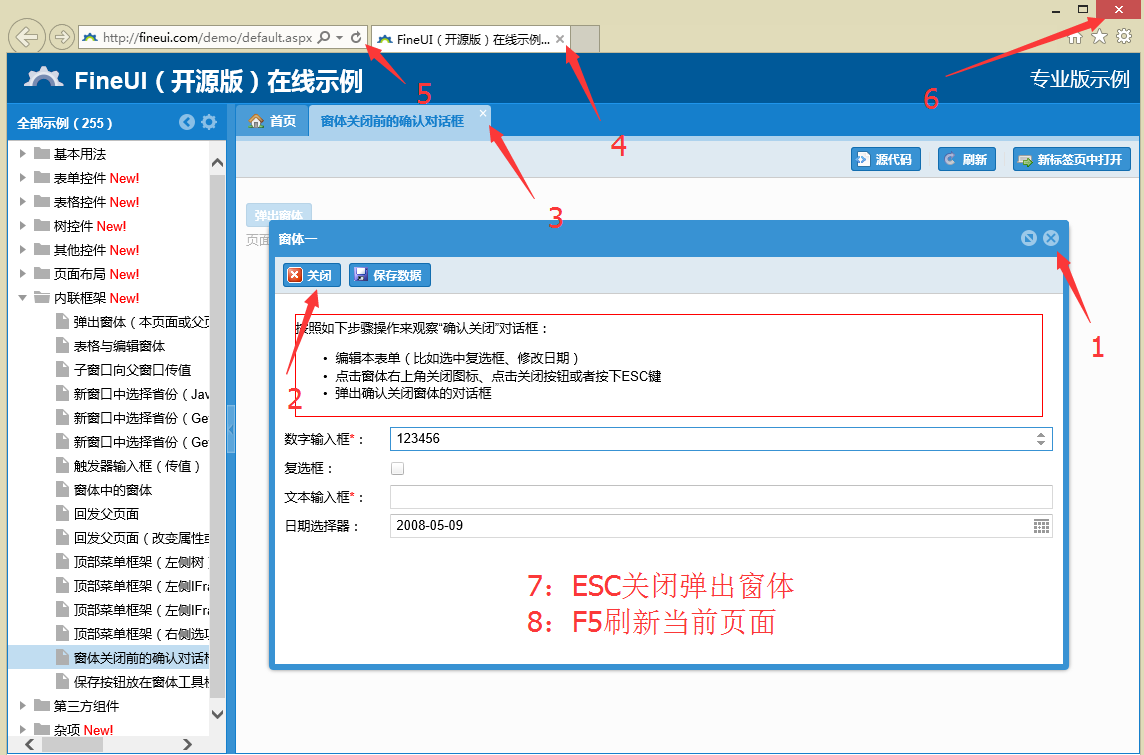 http://fineui.com/demo/default.aspx
FineUI（开源版）在线示例...
FineUI（开源版）在线示例
专业版示例
5
6
全部示例（255）
首页
窗体关闭前的确认对话框
4
源代码
刷新
新标签页中打开
3
基本用法
表单控件 New!
表格控件 New!
树控件 New!
其他控件 New!
页面布局 New!
内联框架 New!
弹出窗体（本页面或父页
表格与编辑窗体
子窗口向父窗口传值
新窗口中选择省份（Jav
新窗口中选择省份（Ge
新窗口中选择省份（Ge
触发器输入框（传值）
窗体中的窗体
回发父页面
回发父页面（改变属性或
顶部菜单框架（左侧树）
顶部菜单框架（左侧IFra
顶部菜单框架（左侧IFra
顶部菜单框架（右侧选项
窗体关闭前的确认对话框
保存按钮放在窗体工具栏
第三方组件
杂项 New!
弹出窗体
页面
窗体一
关闭
保存数据
1
2
按照如下步骤操作来观察“确认关闭”对话框：
• 编辑本表单（比如选中复选框、修改日期）
• 点击窗体右上角关闭图标、点击关闭按钮或者按下ESC键
• 弹出确认关闭窗体的对话框
数字输入框*： 123456
复选框：
文本输入框*：
日期选择器： 2008-05-09
7：ESC关闭弹出窗体
8：F5刷新当前页面